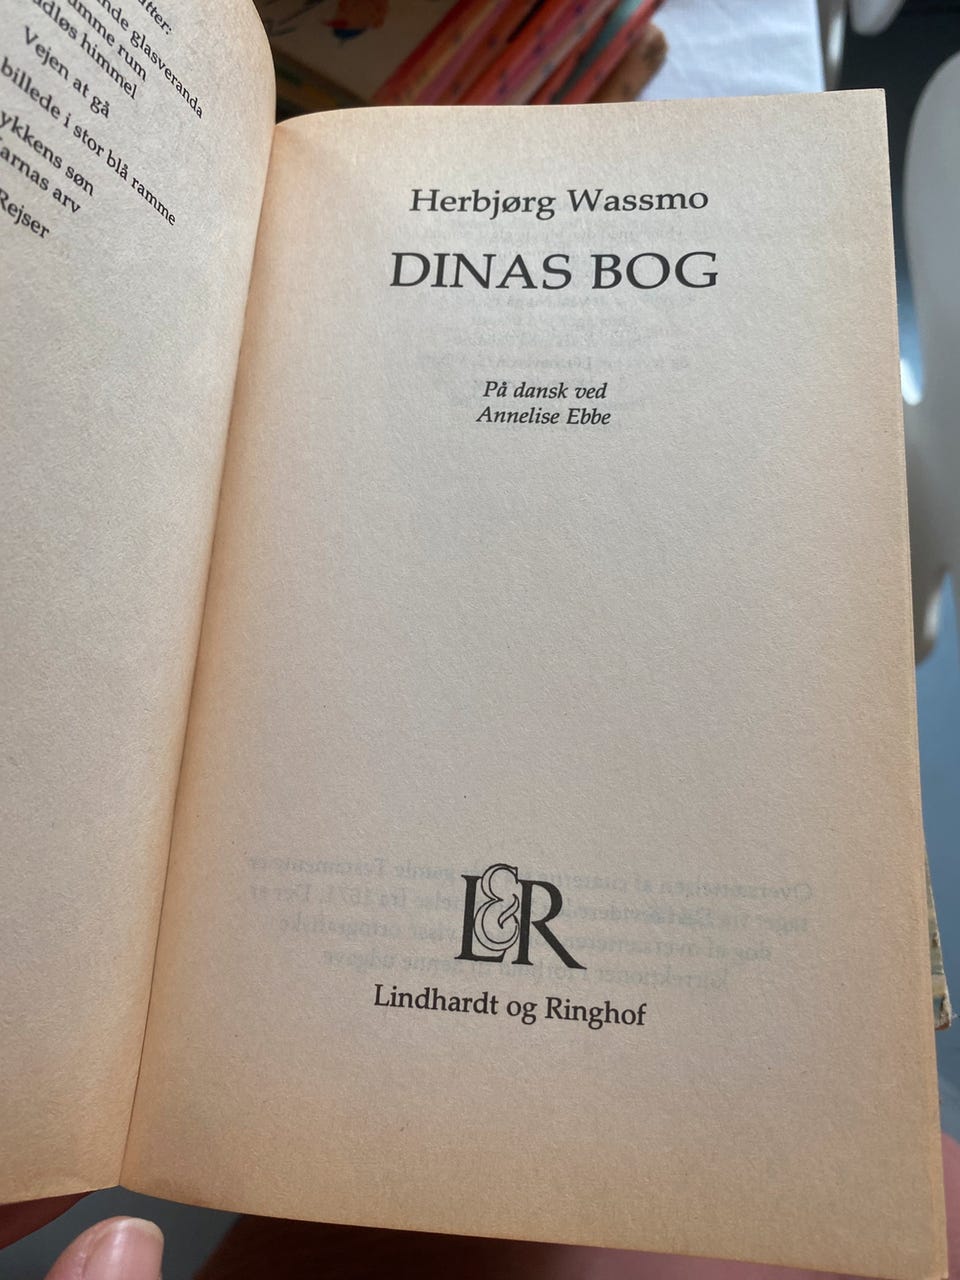 glasveranda
rum
himmel
Vejen at gå
billede i stor blå ramme
søn
arv
Rejser
Herbjørg Wassmo
DINAS BOG
På dansk ved
Annelise Ebbe
L&R
Lindhardt og Ringhof